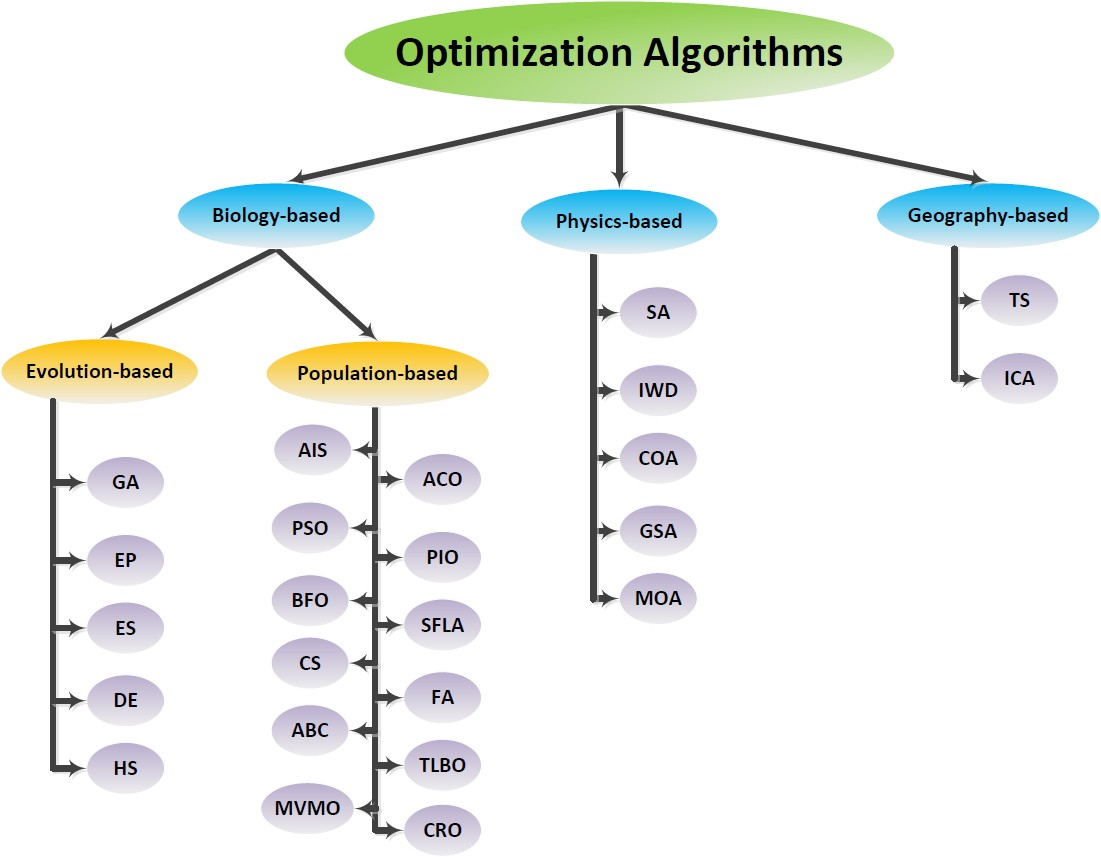 Optimization Algorithms
Biology-based
Physics-based
Geography-based
Evolution-based
Population-based
GA
EP
ES
DE
HS
AIS
ACO
PSO
PIO
BFO
SFLA
CS
FA
ABC
TLBO
MVMO
CRO
SA
IWD
COA
GSA
MOA
TS
ICA